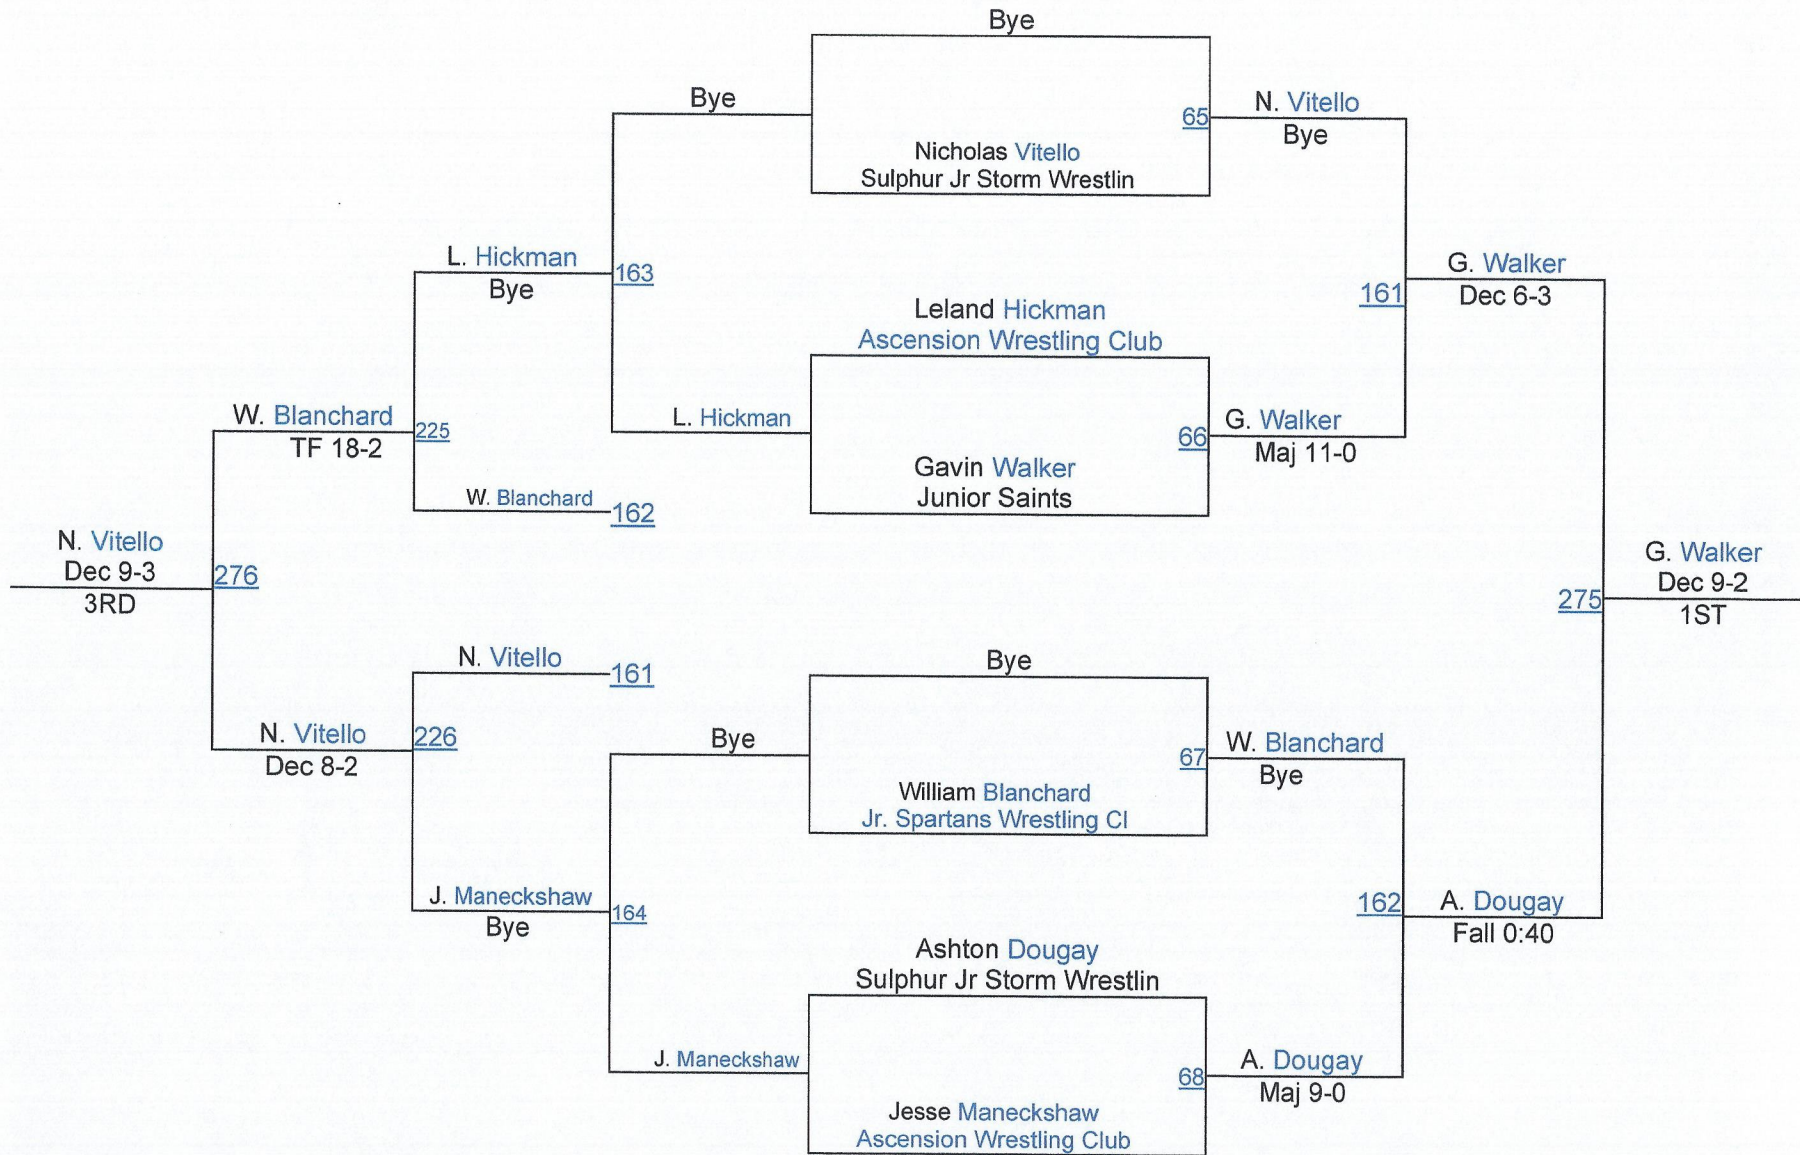 Bye
Bye
65
N. Vitello
Bye
Nicholas Vitello
Sulphur Jr Storm Wrestlin
L. Hickman
Bye
163
G. Walker
Dec 6-3
161
Leland Hickman
Ascension Wrestling Club
W. Blanchard
TF 18-2
225
L. Hickman
66
G. Walker
Maj 11-0
Gavin Walker
Junior Saints
W. Blanchard
162
N. Vitello
Dec 9-3
3RD
276
G. Walker
Dec 9-2
1ST
275
N. Vitello
161
Bye
N. Vitello
Dec 8-2
226
Bye
67
W. Blanchard
Bye
William Blanchard
Jr. Spartans Wrestling Cl
J. Maneckshaw
Bye
164
162
A. Dougay
Fall 0:40
Ashton Dougay
Sulphur Jr Storm Wrestlin
J. Maneckshaw
68
A. Dougay
Maj 9-0
Jesse Maneckshaw
Ascension Wrestling Club